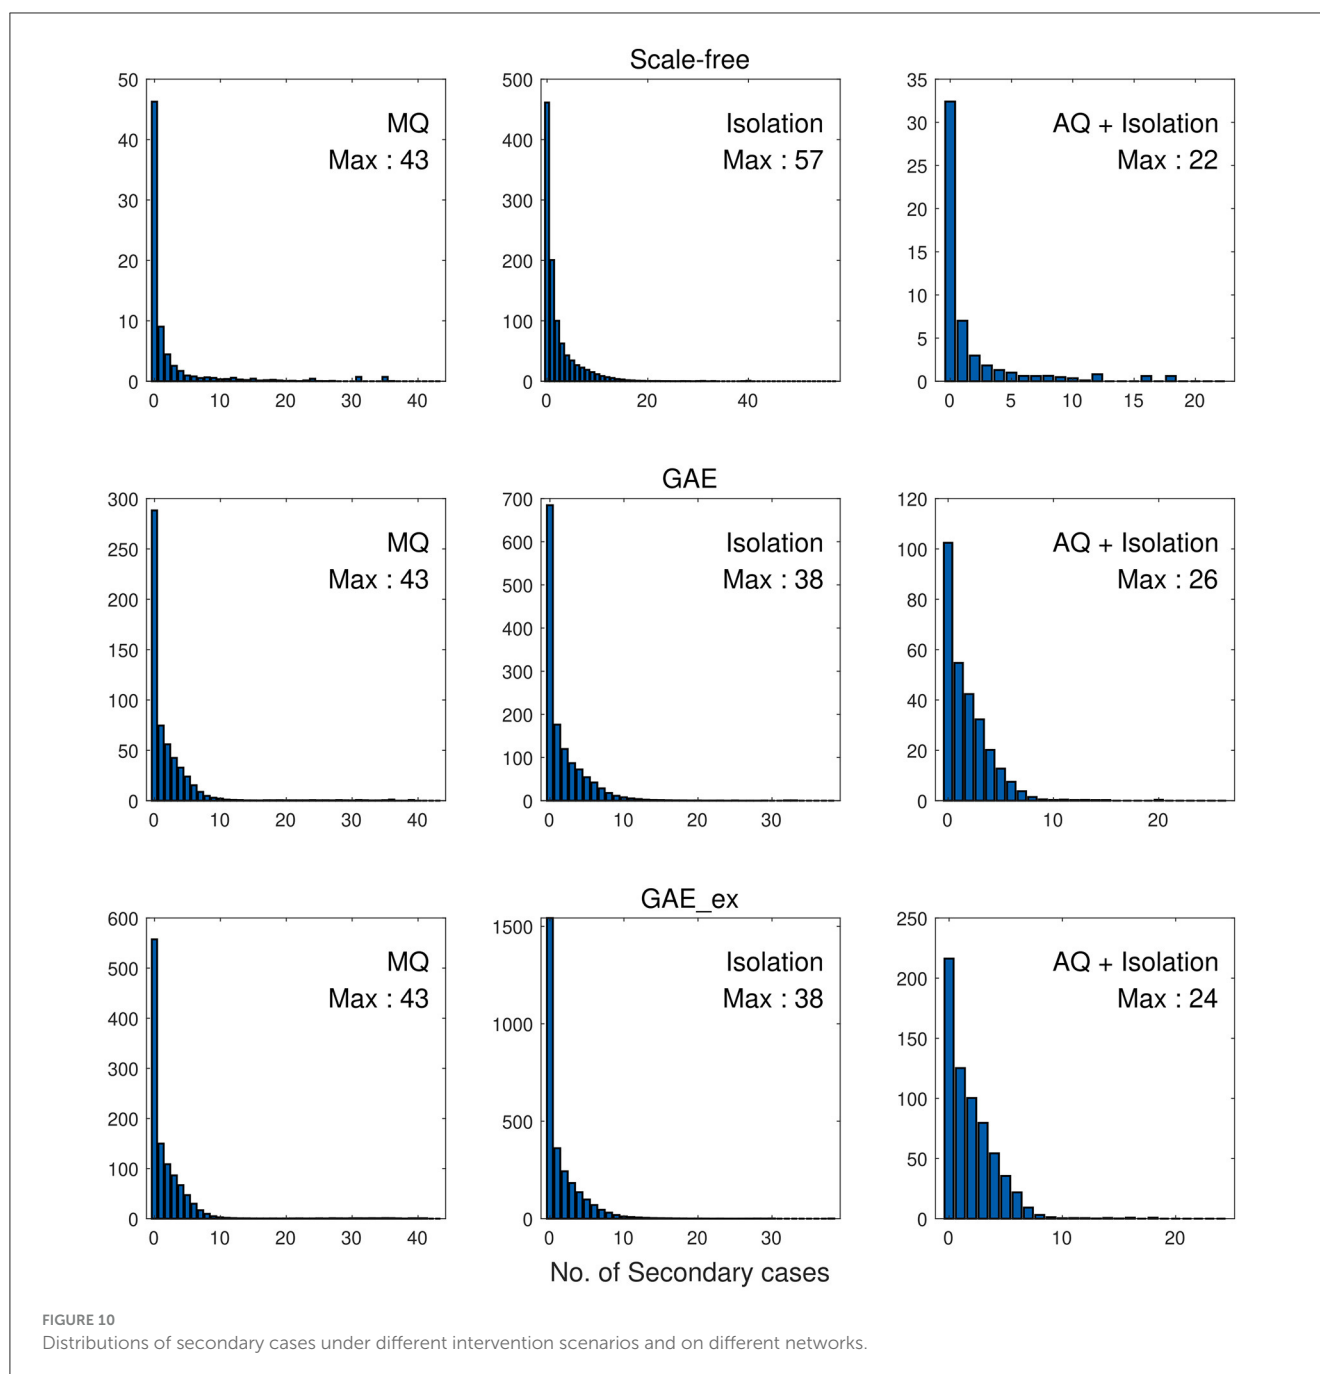 Scale-free
50
40
30
20
10
0
0 10 20 30 40
MQ
Max : 43
500
400
300
200
100
0
0 20 40
Isolation
Max : 57
35
30
25
20
15
10
5
0
0 5 10 15 20
AQ + Isolation
Max : 22
GAE
300
250
200
150
100
50
0
0 10 20 30 40
MQ
Max : 43
700
600
500
400
300
200
100
0
0 10 20 30
Isolation
Max : 38
120
100
80
60
40
20
0
0 10 20
AQ + Isolation
Max : 26
GAE_ex
600
500
400
300
200
100
0
0 10 20 30 40
MQ
Max : 43
1500
1000
500
0
0 10 20 30
Isolation
Max : 38
250
200
150
100
50
0
0 10 20
AQ + Isolation
Max : 24
No. of Secondary cases
FIGURE 10
Distributions of secondary cases under different intervention scenarios and on different networks.